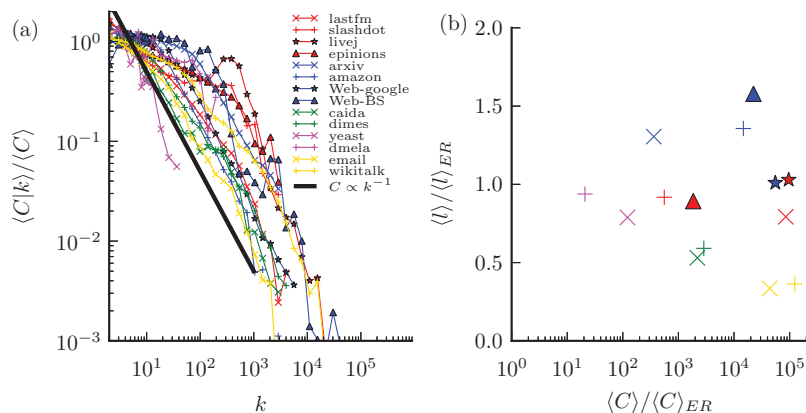 (a)
⟨C|k⟩/⟨C⟩
10^0
10^−1
10^−2
10^−3
10^1
10^2
10^3
10^4
10^5
k
lastfm
slashdot
livej
epinions
arxiv
amazon
Web-google
Web-BS
caida
dimes
yeast
dmela
email
wikitalk
C ∝ k^−1
(b)
⟨l⟩/⟨l⟩_ER
2.0
1.5
1.0
0.5
0.0
10^0
10^1
10^2
10^3
10^4
10^5
⟨C⟩/⟨C⟩_ER